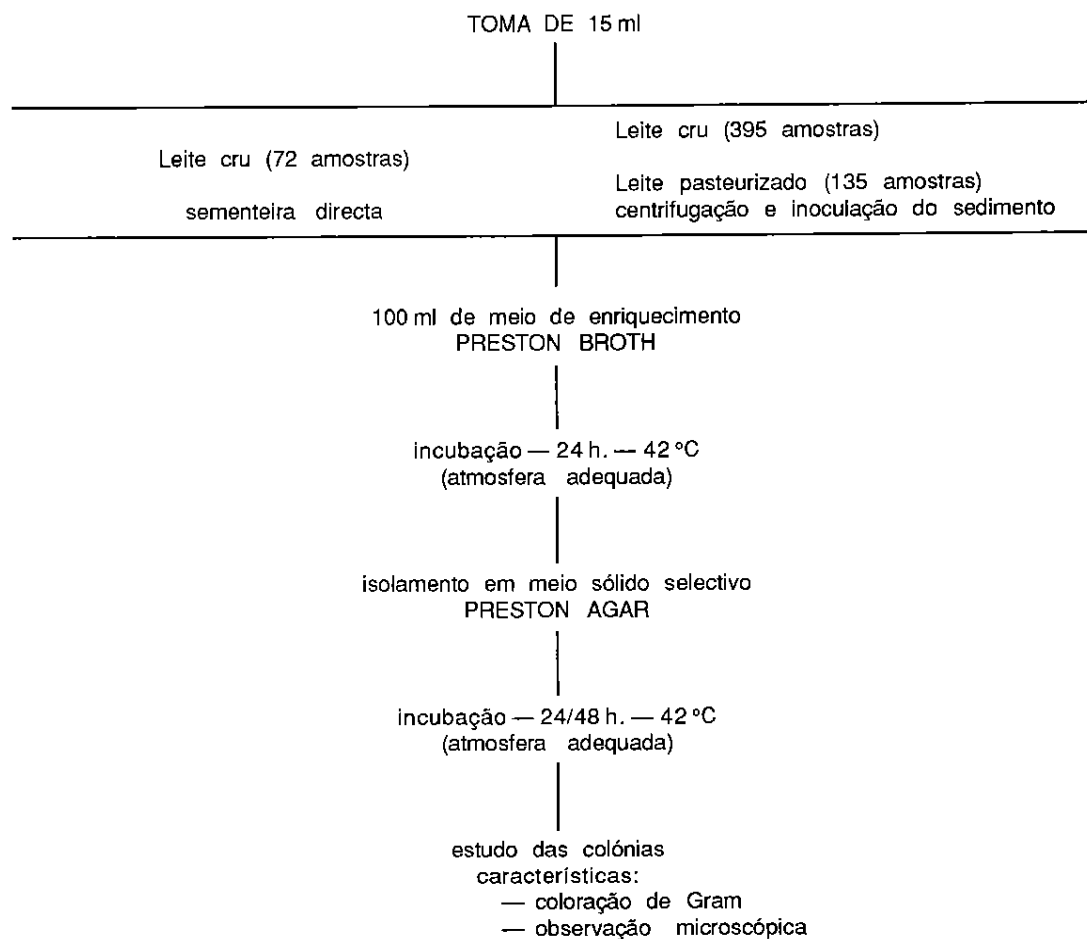 TOMA DE 15 ml
Leite cru (72 amostras)
sementeira directa
Leite cru (395 amostras)
Leite pasteurizado (135 amostras)
centrifugação e inoculação do sedimento
100 ml de meio de enriquecimento
PRESTON BROTH
incubação — 24 h. — 42 ºC
(atmosfera adequada)
isolamento em meio sólido selectivo
PRESTON AGAR
incubação — 24/48 h. — 42 ºC
(atmosfera adequada)
estudo das colónias
características:
— coloração de Gram
— observação microscópica